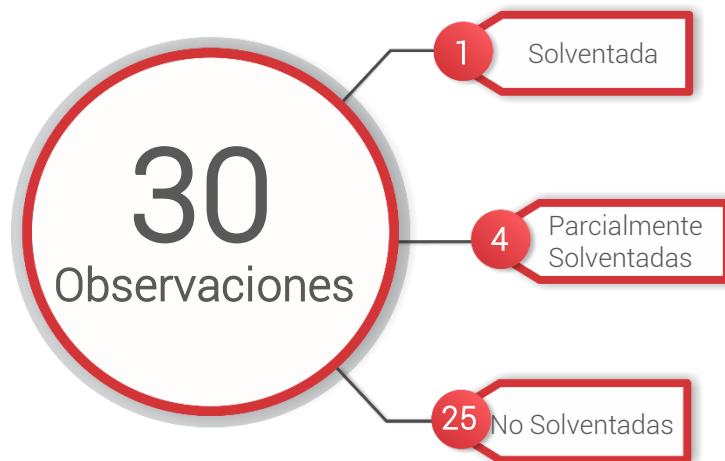 30
Observaciones
1
Solventada
4
Parcialmente
Solventadas
25
No Solventadas